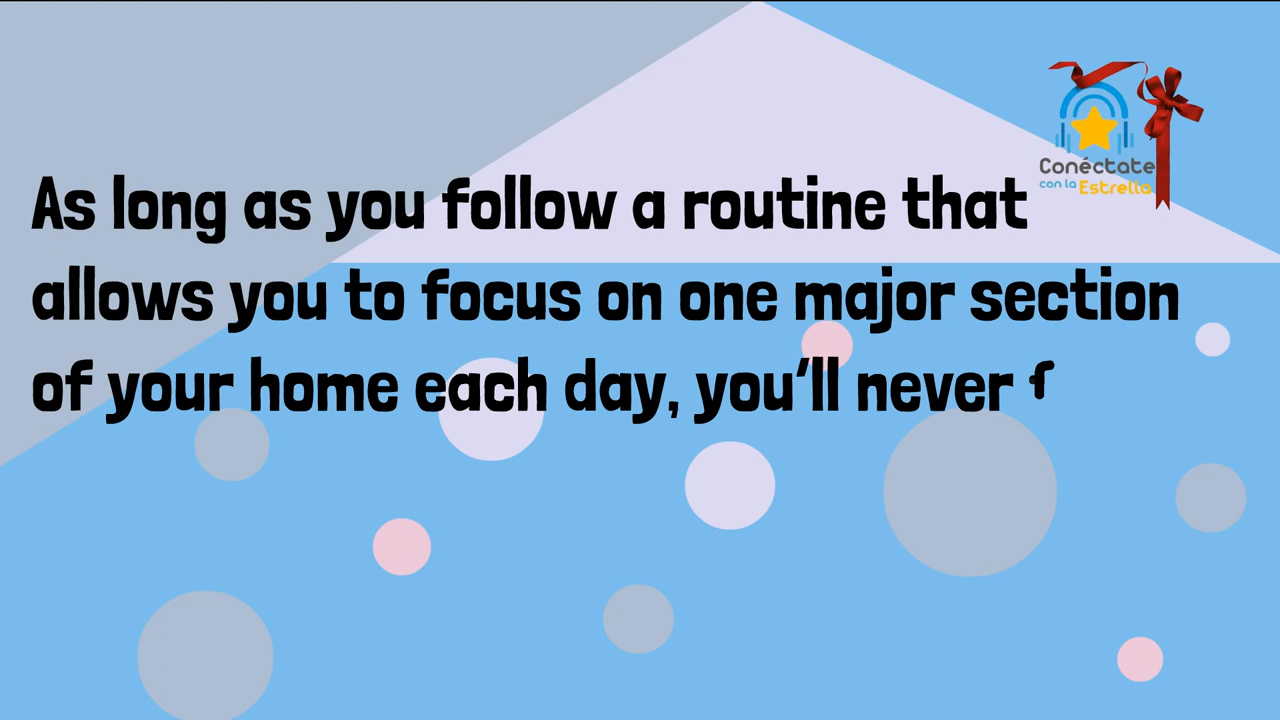 As long as you follow a routine that
allows you to focus on one major section
of your home each day, you'll never f
Conéctate
con la Estrella